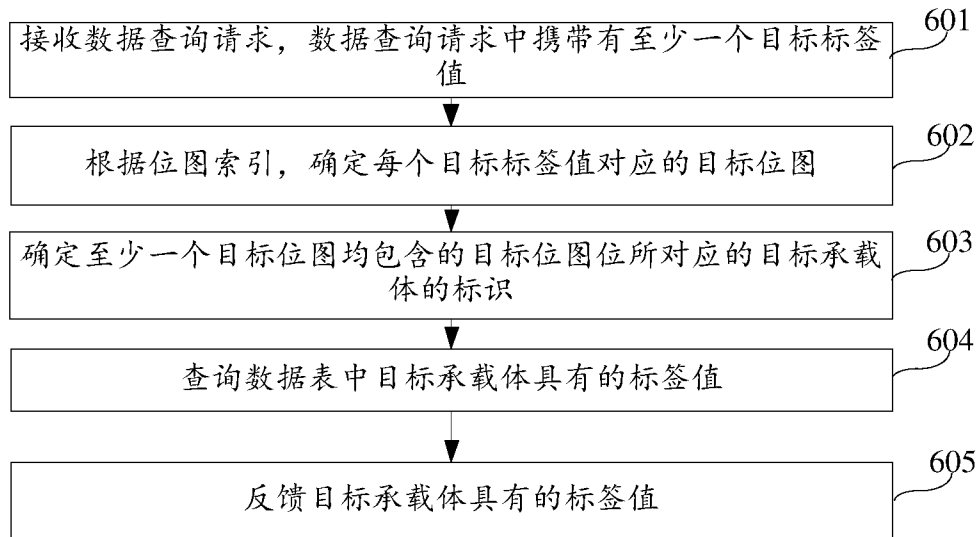 接收数据查询请求，数据查询请求中携带有至少一个目标标签
值
601
根据位图索引，确定每个目标标签值对应的目标位图
602
确定至少一个目标位图均包含的目标位图位所对应的目标承载
体的标识
603
查询数据表中目标承载体具有的标签值
604
反馈目标承载体具有的标签值
605